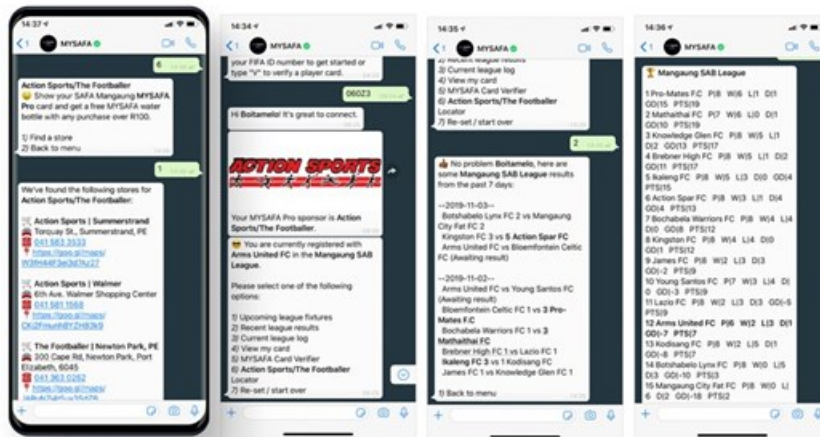 14:37
1 MYSAFA
6
Action Sports/The Footballer
Show your SAFA Mangaung MYSAFA
Pro card and get a free MYSAFA water
bottle with any purchase over R100.
1) Find a store
2) Back to menu
1
We've found the following stores for
Action Sports/The Footballer:
Action Sports | Summerstrand
Torquay St., Summerstrand, PE
041 583 3533
https://goo.gl/maps/
Action Sports | Walmer
6th Ave. Walmer Shopping Center
041 581 1568
https://goo.gl/maps/
The Footballer | Newton Park, PE
300 Cape Rd, Newton Park, Port
Elizabeth, 6045
041 363 0262
https://goo.gl/maps/
14:34
1 MYSAFA
your FIFA ID number to get started or
type "V" to verify a player card.
060Z3
Hi Boitamelo! It's great to connect.
ACTION SPORTS
Your MYSAFA Pro sponsor is Action
Sports/The Footballer.
You are currently registered with
Arms United FC in the Mangaung SAB
League.
Please select one of the following
options:
1) Upcoming league fixtures
2) Recent league results
3) Current league log
4) View my card
5) MYSAFA Card Verifier
6) Action Sports/The Footballer
Locator
7) Re-set / start over
14:35
1 MYSAFA
2) Recent league results
3) Current league log
4) View my card
5) MYSAFA Card Verifier
6) Action Sports/The Footballer
Locator
7) Re-set / start over
2
No problem Boitamelo, here are
some Mangaung SAB League results
from the past 7 days:
--2019-11-03--
Botshabelo Lynx FC 2 vs Mangaung
City Fat FC 2
Kingston FC 3 vs 5 Action Spar FC
Arms United FC vs Bloemfontein Celtic
FC (Awaiting result)
--2019-11-02--
Arms United FC vs Young Santos FC
(Awaiting result)
Bloemfontein Celtic FC 1 vs 3 Pro-
Mates F.C
Bochabela Warriors FC 1 vs 3
Mathaithai FC
Brebner High FC 1 vs Lazio FC 1
Ikaleng FC 3 vs 1 Kodisang FC
James FC 1 vs Knowledge Glen FC 1
1) Back to menu
14:36
1 MYSAFA
Mangaung SAB League
1 Pro-Mates F.C P|8 W|6 L|1 D|1
GD|15 PTS|19
2 Mathaithai FC P|7 W|6 L|0 D|1
GD|10 PTS|19
3 Knowledge Glen FC P|8 W|5 L|1
D|2 GD|13 PTS|17
4 Brebner High FC P|8 W|5 L|1 D|2
GD|11 PTS|17
5 Ikaleng FC P|8 W|5 L|3 D|0 GD|4
PTS|15
6 Action Spar FC P|8 W|3 L|1 D|4
GD|4 PTS|13
7 Bochabela Warriors FC P|8 W|4 L|4
D|0 GD|8 PTS|12
8 Kingston FC P|8 W|4 L|4 D|0
GD|1 PTS|12
9 James FC P|8 W|2 L|3 D|3
GD|-2 PTS|9
10 Young Santos FC P|7 W|3 L|4 D|
0 GD|-3 PTS|9
11 Lazio FC P|8 W|2 L|3 D|3 GD|-5
PTS|9
12 Arms United FC P|6 W|2 L|3 D|1
GD|-7 PTS|7
13 Kodisang FC P|8 W|2 L|5 D|1
GD|-8 PTS|7
14 Botshabelo Lynx FC P|8 W|0 L|5
D|3 GD|-10 PTS|3
15 Mangaung City Fat FC P|8 W|0 L|
6 D|2 GD|-18 PTS|2